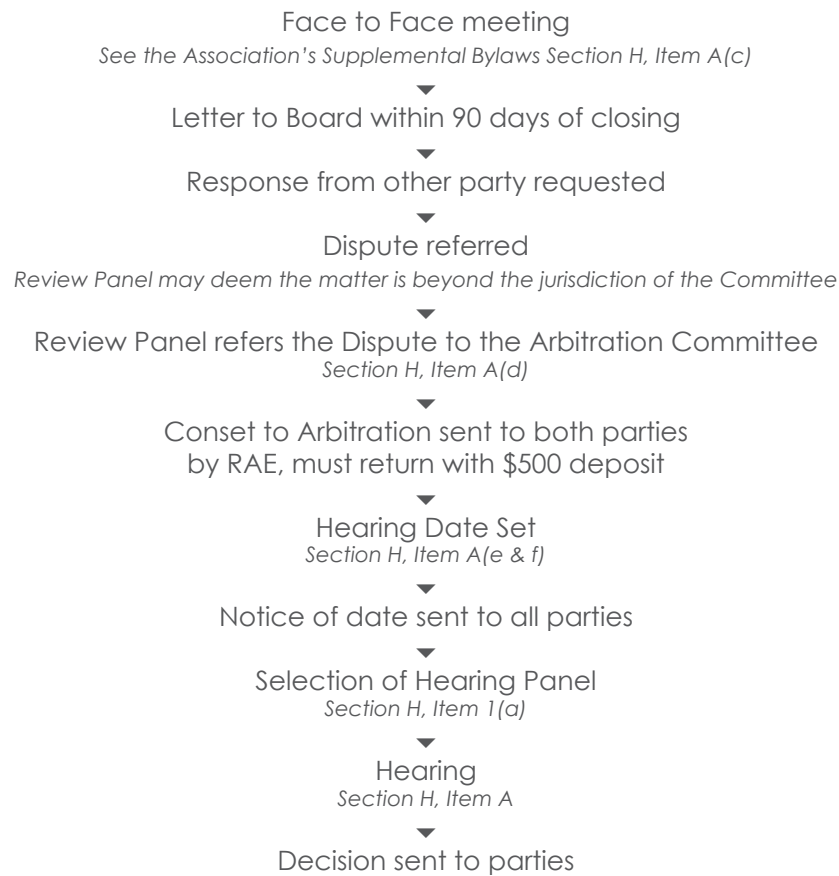 Face to Face meeting
See the Association's Supplemental Bylaws Section H, Item A(c)
Letter to Board within 90 days of closing
Response from other party requested
Dispute referred
Review Panel may deem the matter is beyond the jurisdiction of the Committee
Review Panel refers the Dispute to the Arbitration Committee
Section H, Item A(d)
Conset to Arbitration sent to both parties
by RAE, must return with $500 deposit
Hearing Date Set
Section H, Item A(e & f)
Notice of date sent to all parties
Selection of Hearing Panel
Section H, Item 1(a)
Hearing
Section H, Item A
Decision sent to parties